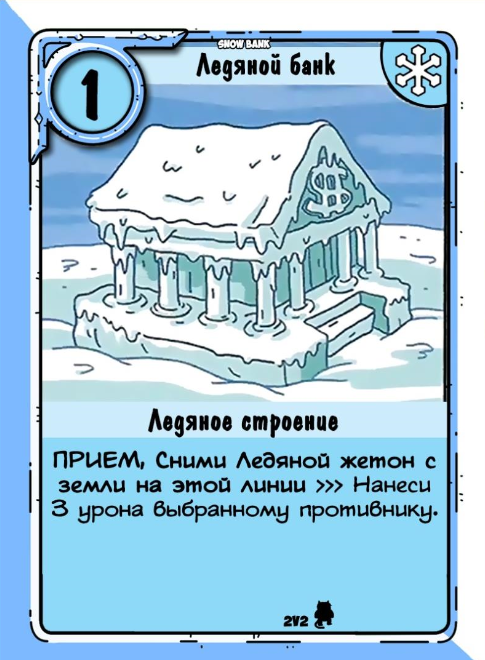 SNOW BANK
Ледяной банк
1
$
Ледяное строение
ПРИЕМ, Сними Ледяной жетон с
земли на этой линии >>> Нанеси
3 урона выбранному противнику.
2V2